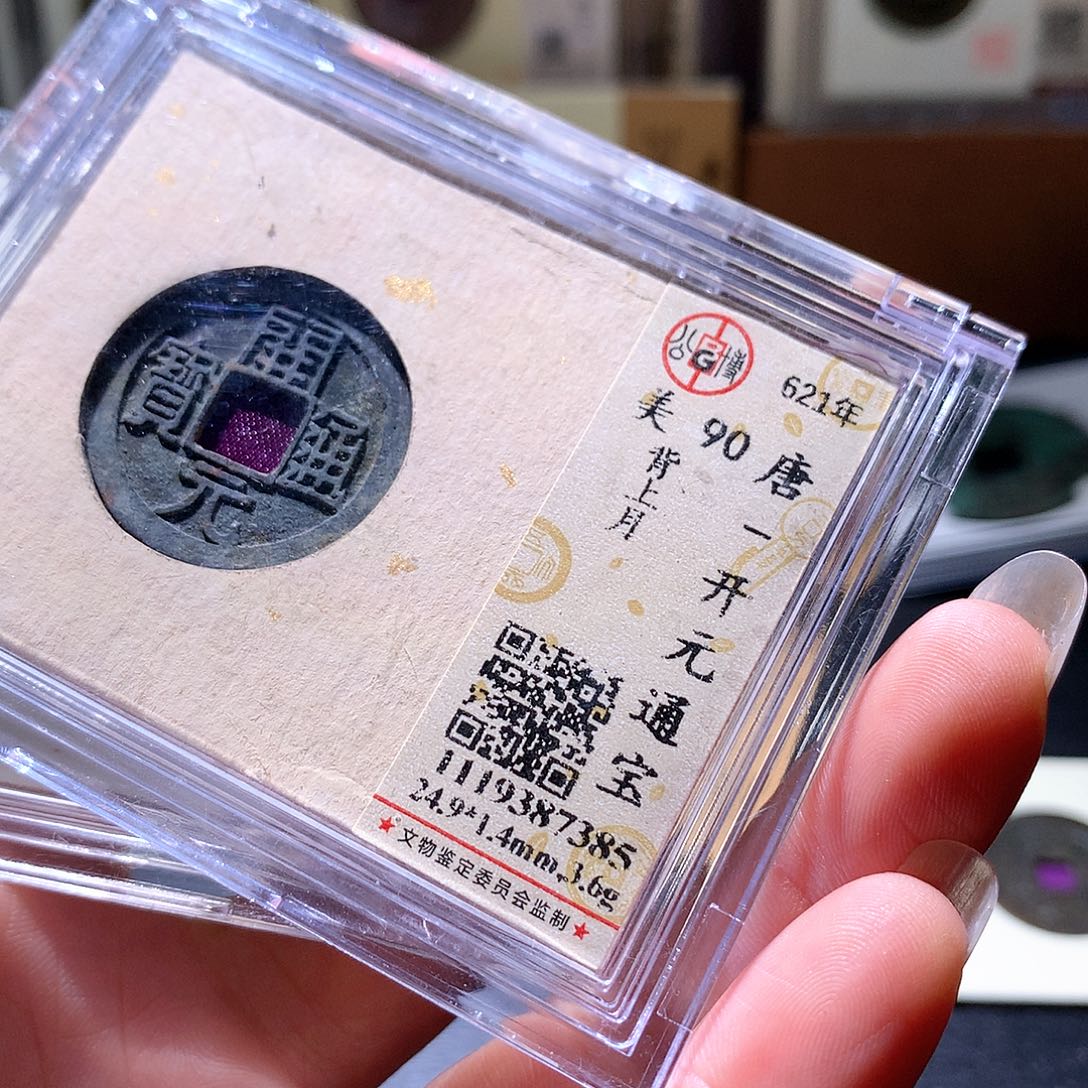 開
元
通
寳
公博
G
621年
美 90
背上月
唐一开元通宝
1119387385
24.9*1.4mm,3.6g
★文物鉴定委员会监制★